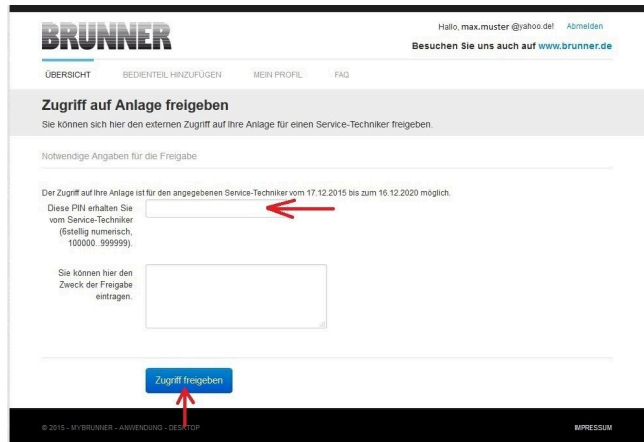 BRUNNER
Hallo, max.muster @yahoo.de! Abmelden
Besuchen Sie uns auch auf www.brunner.de
ÜBERSICHT BEDIENTEIL HINZUFÜGEN MEIN PROFIL FAQ
Zugriff auf Anlage freigeben
Sie können sich hier den externen Zugriff auf Ihre Anlage für einen Service-Techniker freigeben.
Notwendige Angaben für die Freigabe
Der Zugriff auf Ihre Anlage ist für den angegebenen Service-Techniker vom 17.12.2015 bis zum 16.12.2020 möglich.
Diese PIN erhalten Sie
vom Service-Techniker
(6stellig numerisch,
100000..999999).
Sie können hier den
Zweck der Freigabe
eintragen.
Zugriff freigeben
© 2015 - MYBRUNNER - ANWENDUNG - DESKTOP IMPRESSUM